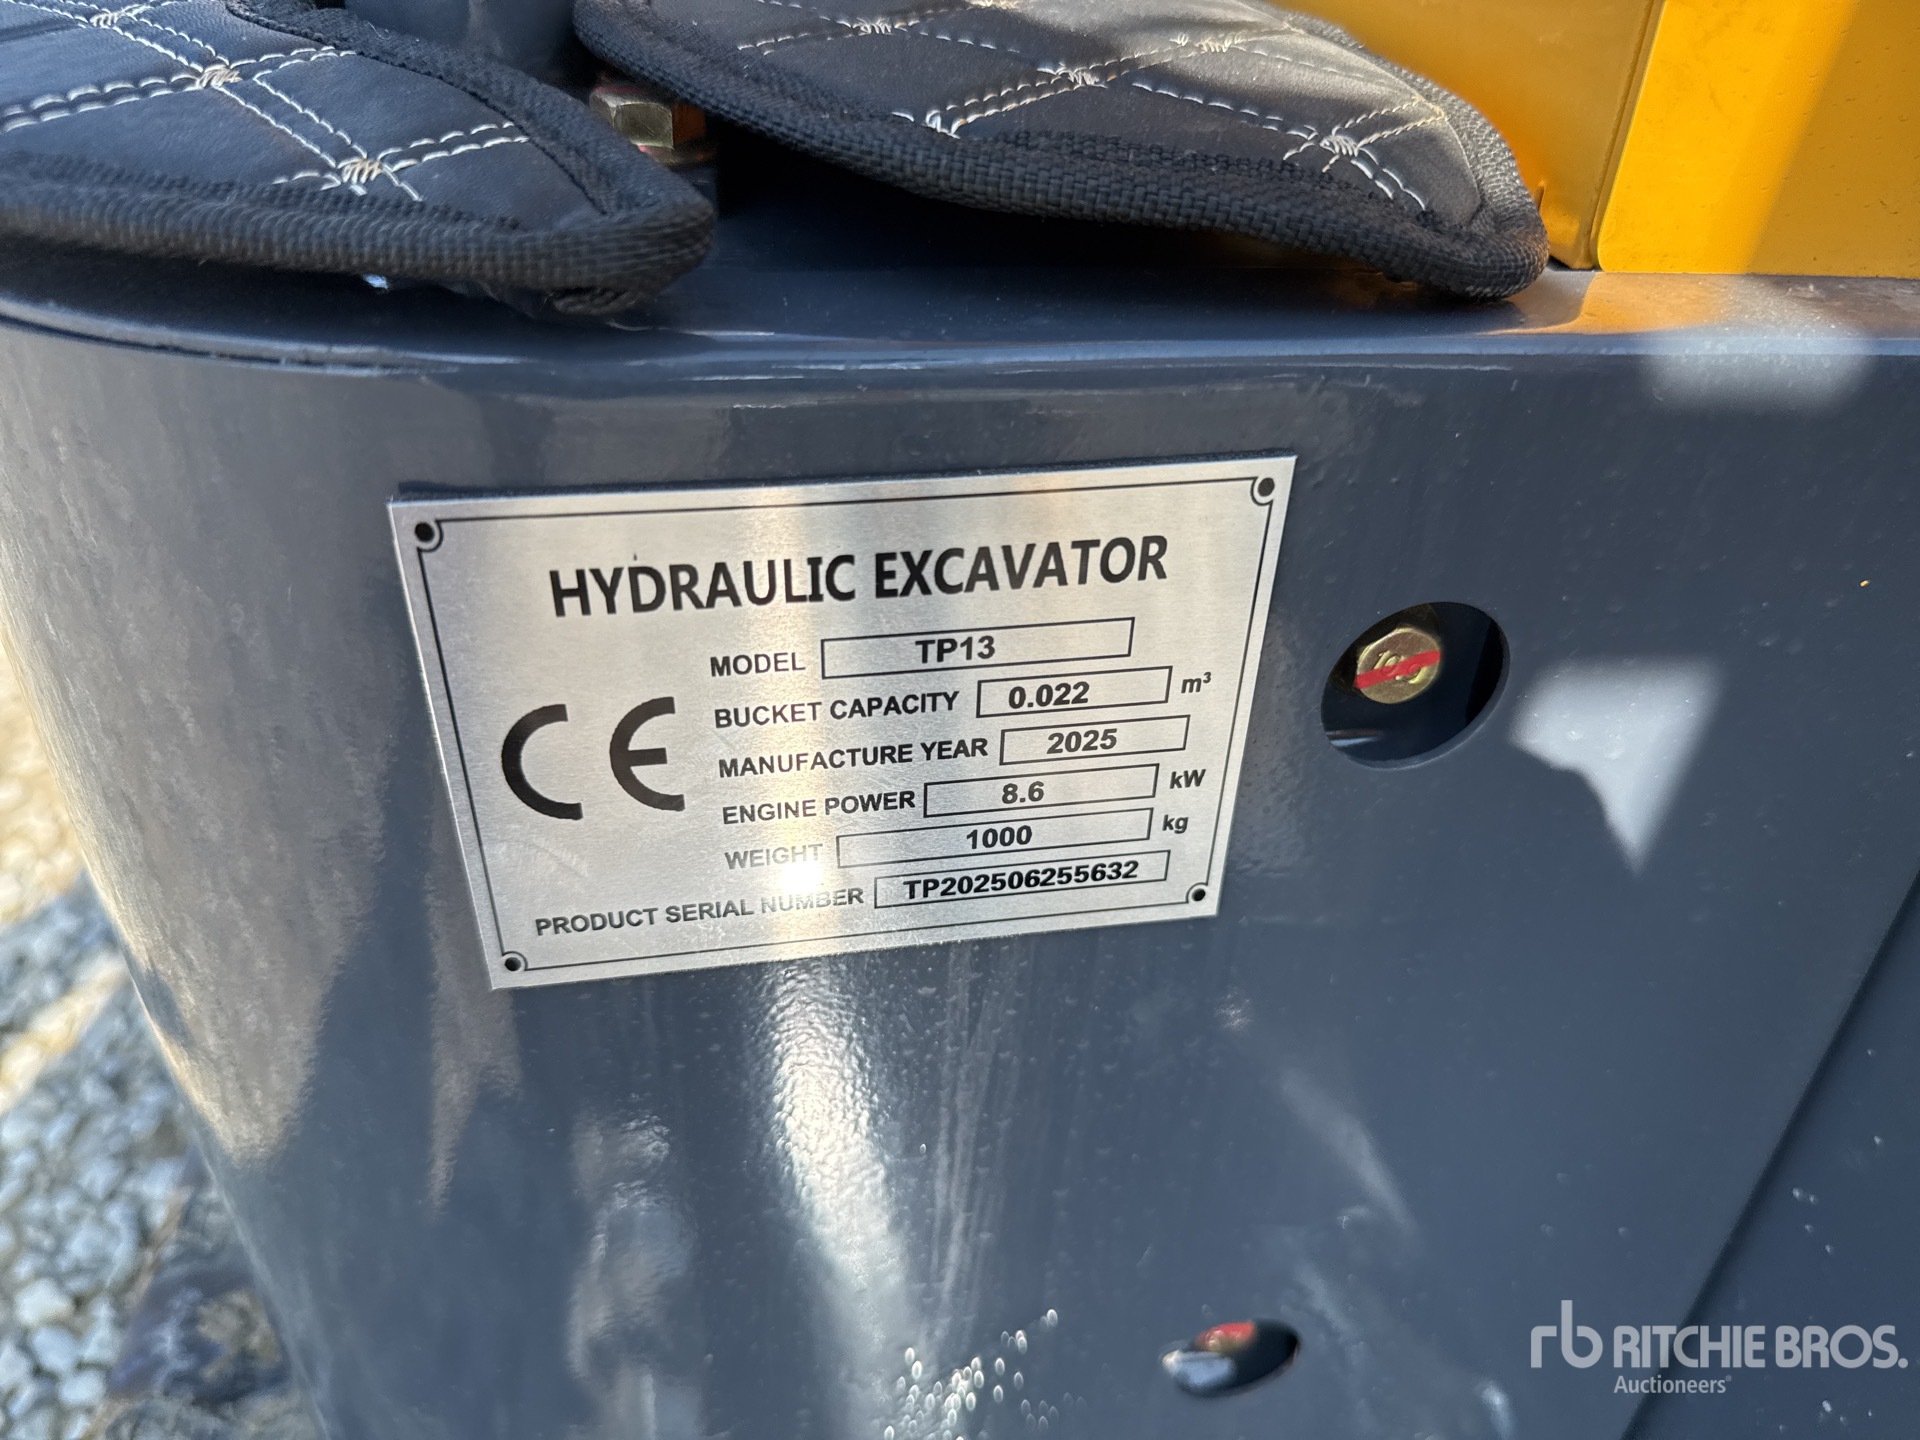 HYDRAULIC EXCAVATOR
MODEL TP13
BUCKET CAPACITY 0.022 m³
MANUFACTURE YEAR 2025
ENGINE POWER 8.6 kW
WEIGHT 1000 kg
PRODUCT SERIAL NUMBER TP202506255632
CE
rb RITCHIE BROS.
Auctioneers